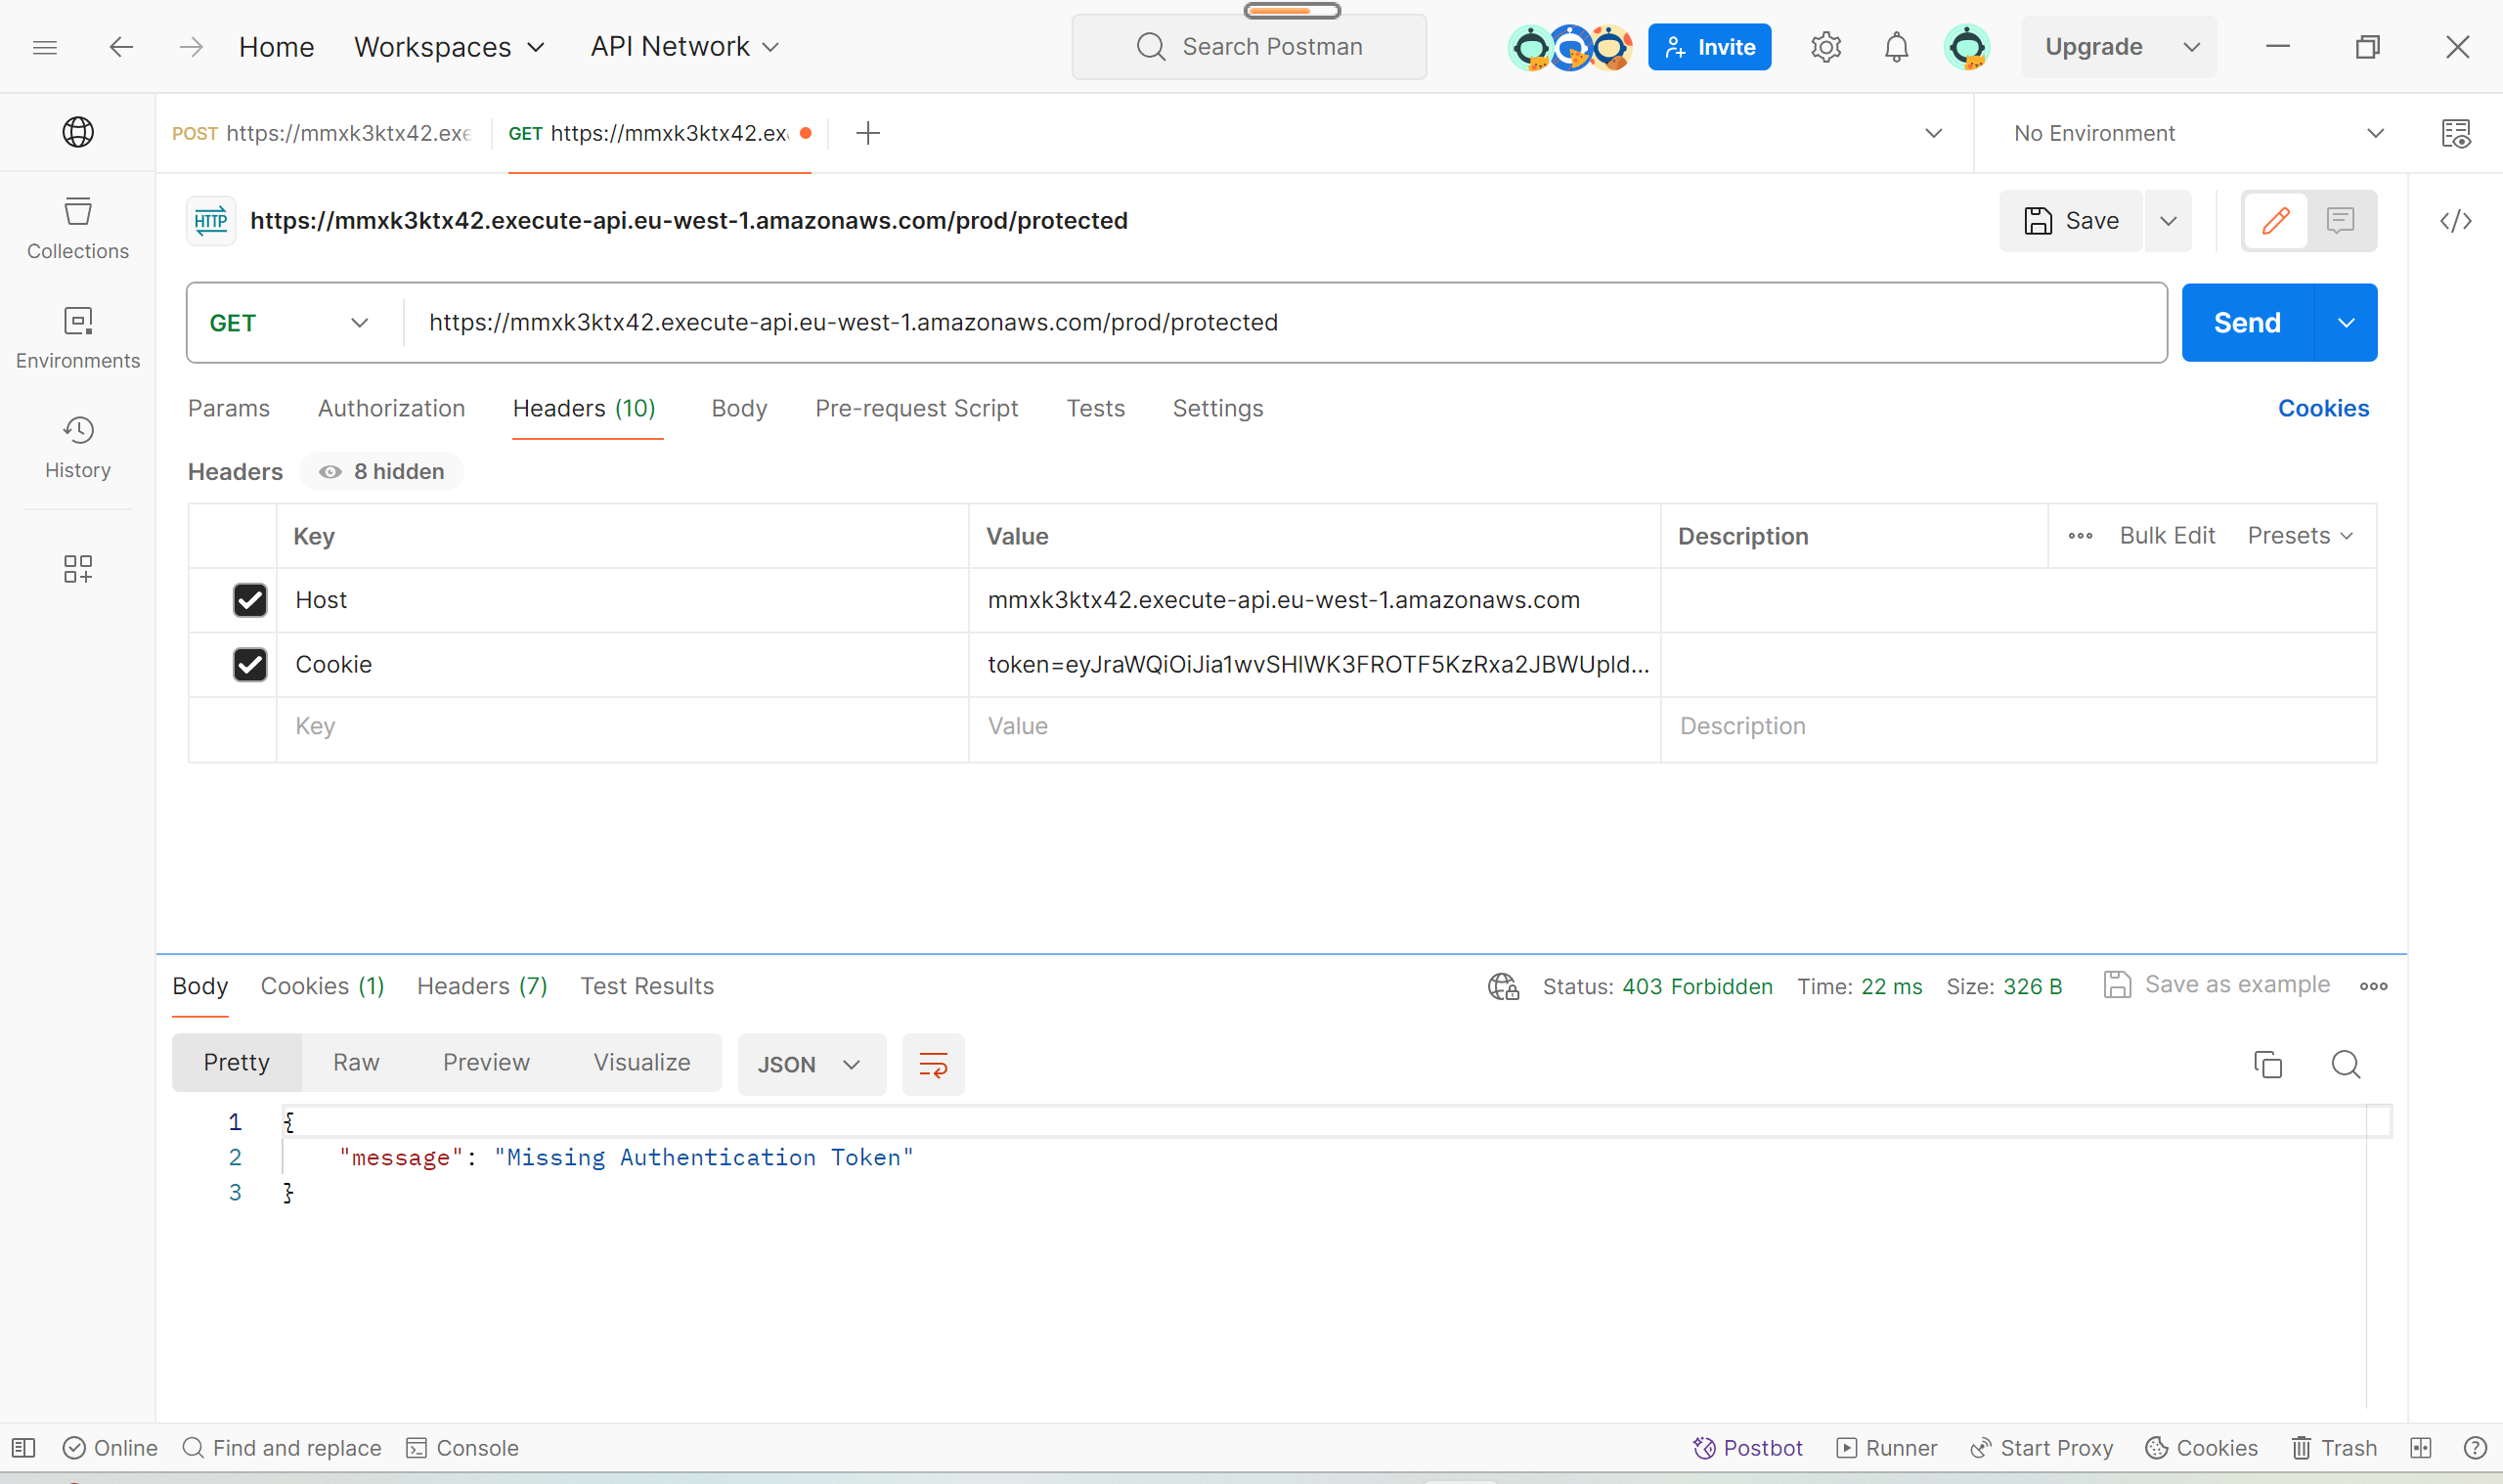 Home Workspaces API Network Search Postman Invite Upgrade
POST https://mmxk3ktx42.exe GET https://mmxk3ktx42.ex No Environment
HTTP https://mmxk3ktx42.execute-api.eu-west-1.amazonaws.com/prod/protected Save
Collections
GET https://mmxk3ktx42.execute-api.eu-west-1.amazonaws.com/prod/protected Send
Environments
Params Authorization Headers (10) Body Pre-request Script Tests Settings Cookies
History
Headers 8 hidden
Key Value Description Bulk Edit Presets
Host mmxk3ktx42.execute-api.eu-west-1.amazonaws.com
Cookie token=eyJraWQiOiJia1wvSHlWK3FROTF5KzRxa2JBWUpId...
Key Value Description
Body Cookies (1) Headers (7) Test Results Status: 403 Forbidden Time: 22 ms Size: 326 B Save as example
Pretty Raw Preview Visualize JSON
1 {
2 "message": "Missing Authentication Token"
3 }
Online Find and replace Console Postbot Runner Start Proxy Cookies Trash